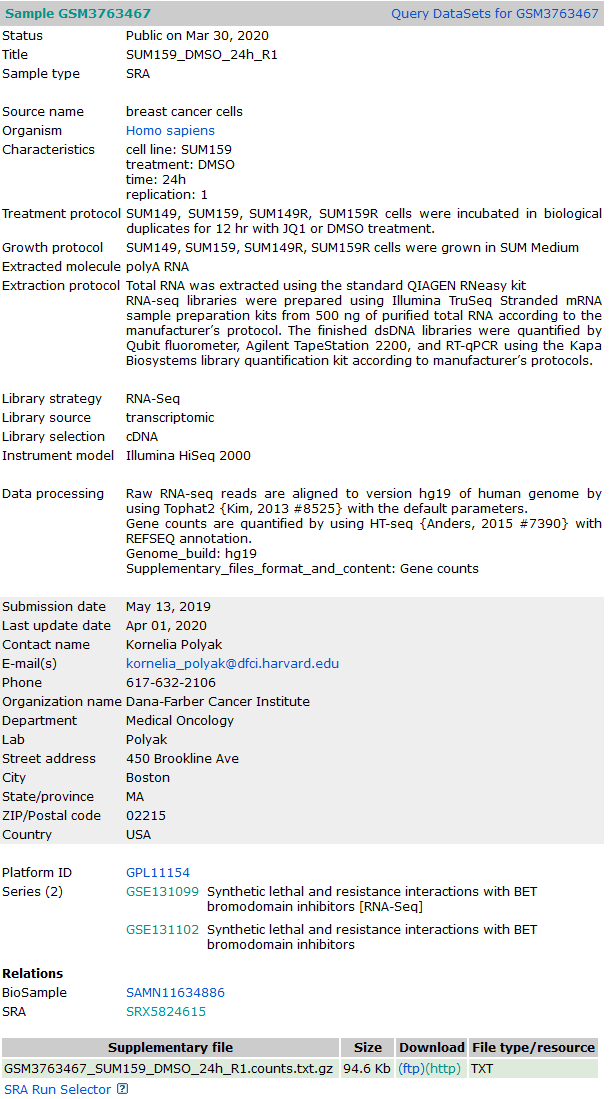 Sample GSM3763467 Query DataSets for GSM3763467
Status Public on Mar 30, 2020
Title SUM159_DMSO_24h_R1
Sample type SRA
Source name breast cancer cells
Organism Homo sapiens
Characteristics cell line: SUM159
treatment: DMSO
time: 24h
replication: 1
Treatment protocol SUM149, SUM159, SUM149R, SUM159R cells were incubated in biological
duplicates for 12 hr with JQ1 or DMSO treatment.
Growth protocol SUM149, SUM159, SUM149R, SUM159R cells were grown in SUM Medium
Extracted molecule polyA RNA
Extraction protocol Total RNA was extracted using the standard QIAGEN RNeasy kit
RNA-seq libraries were prepared using Illumina TruSeq Stranded mRNA
sample preparation kits from 500 ng of purified total RNA according to the
manufacturer´s protocol. The finished dsDNA libraries were quantified by
Qubit fluorometer, Agilent TapeStation 2200, and RT-qPCR using the Kapa
Biosystems library quantification kit according to manufacturer´s protocols.
Library strategy RNA-Seq
Library source transcriptomic
Library selection cDNA
Instrument model Illumina HiSeq 2000
Data processing Raw RNA-seq reads are aligned to version hg19 of human genome by
using Tophat2 {Kim, 2013 #8525} with the default parameters.
Gene counts are quantified by using HT-seq {Anders, 2015 #7390} with
REFSEQ annotation.
Genome_build: hg19
Supplementary_files_format_and_content: Gene counts
Submission date May 13, 2019
Last update date Apr 01, 2020
Contact name Kornelia Polyak
E-mail(s) kornelia_polyak@dfci.harvard.edu
Phone 617-632-2106
Organization name Dana-Farber Cancer Institute
Department Medical Oncology
Lab Polyak
Street address 450 Brookline Ave
City Boston
State/province MA
ZIP/Postal code 02215
Country USA
Platform ID GPL11154
Series (2) GSE131099 Synthetic lethal and resistance interactions with BET
bromodomain inhibitors [RNA-Seq]
GSE131102 Synthetic lethal and resistance interactions with BET
bromodomain inhibitors
Relations
BioSample SAMN11634886
SRA SRX5824615
Supplementary file Size Download File type/resource
GSM3763467_SUM159_DMSO_24h_R1.counts.txt.gz 94.6 Kb (ftp)(http) TXT
SRA Run Selector ?